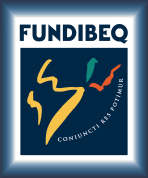 FUNDIBEQ
CONIUNCTI RES POTIMUR